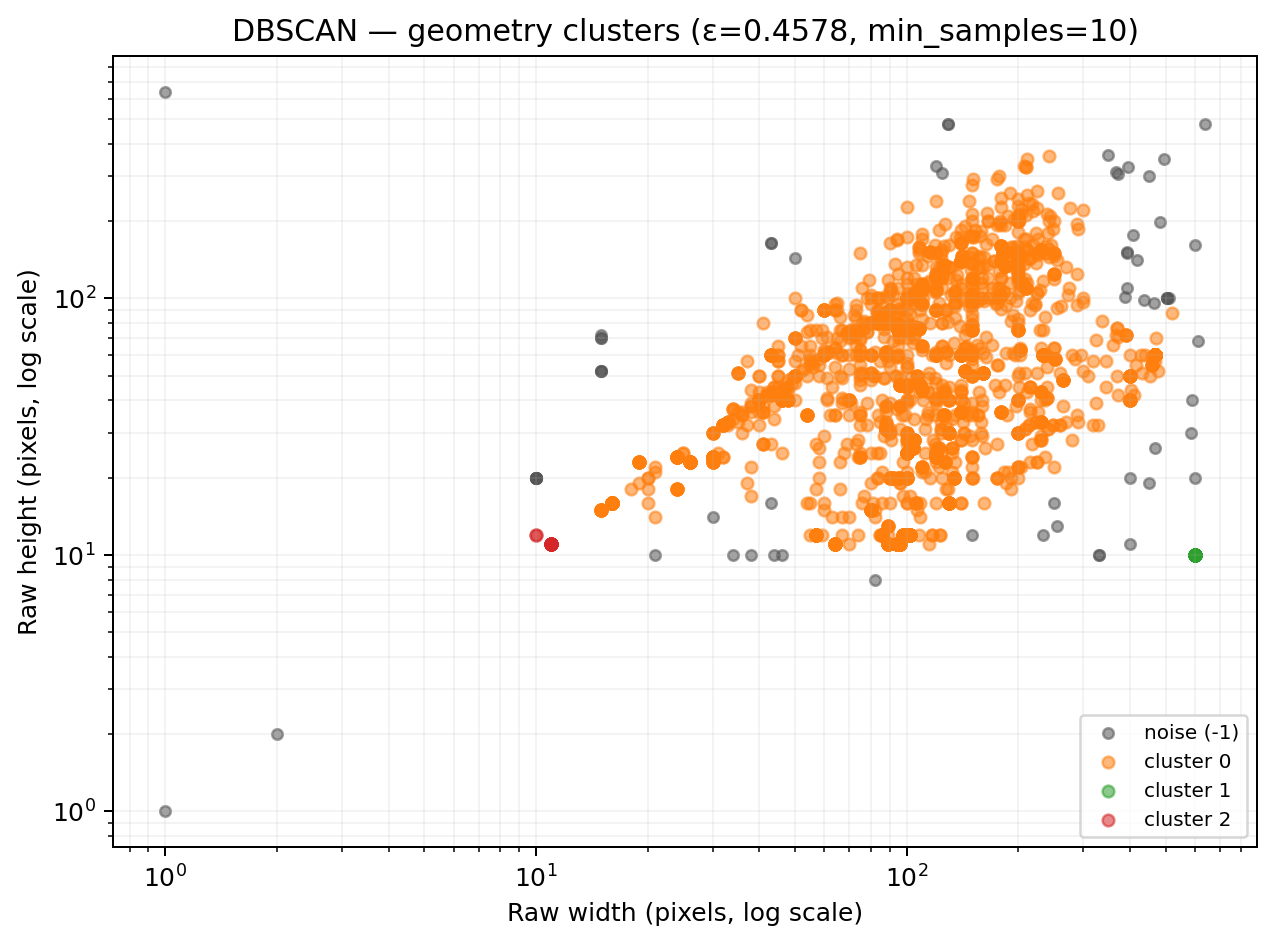 DBSCAN — geometry clusters (ε=0.4578, min_samples=10)
Raw height (pixels, log scale)
10²
10¹
10⁰
noise (-1)
cluster 0
cluster 1
cluster 2
10⁰ 10¹ 10²
Raw width (pixels, log scale)